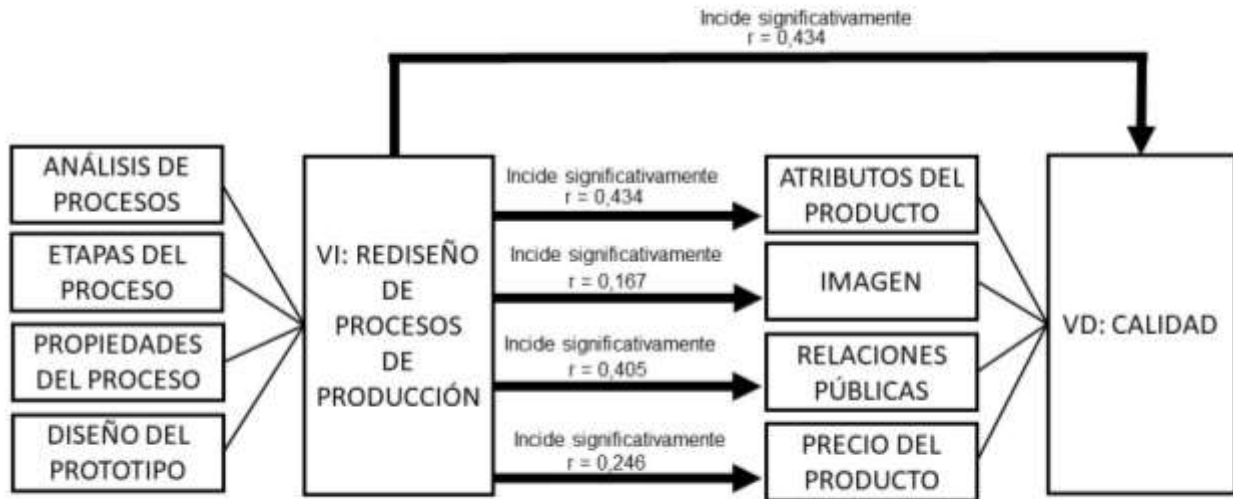 Incide significativamente
r = 0,434
ANÁLISIS DE
PROCESOS
ETAPAS DEL
PROCESO
PROPIEDADES
DEL PROCESO
DISEÑO DEL
PROTOTIPO
VI: REDISEÑO
DE
PROCESOS
DE
PRODUCCIÓN
Incide significativamente
r = 0,434
Incide significativamente
r = 0,167
Incide significativamente
r = 0,405
Incide significativamente
r = 0,246
ATRIBUTOS DEL
PRODUCTO
IMAGEN
RELACIONES
PÚBLICAS
PRECIO DEL
PRODUCTO
VD: CALIDAD